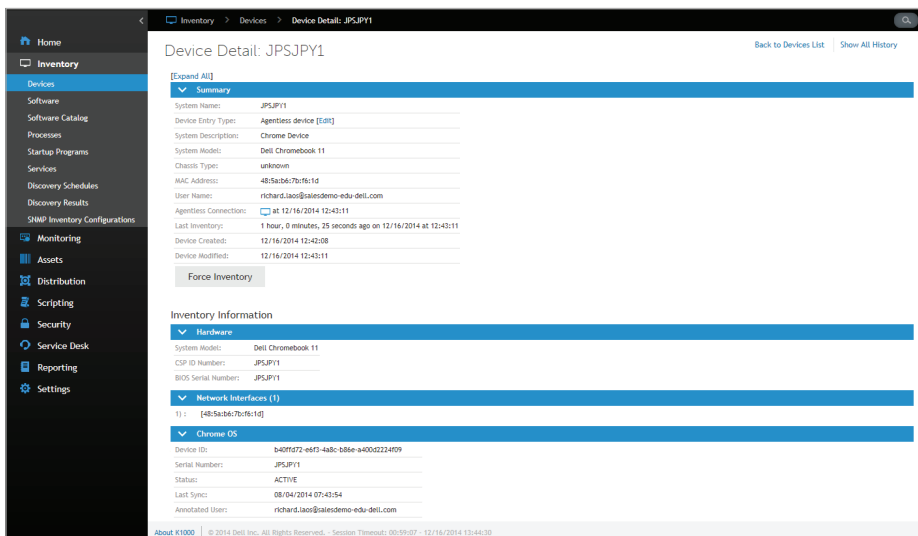 Inventory > Devices > Device Detail: JPSJPY1
Home
Inventory
Devices
Software
Software Catalog
Processes
Startup Programs
Services
Discovery Schedules
Discovery Results
SNMP Inventory Configurations
Monitoring
Assets
Distribution
Scripting
Security
Service Desk
Reporting
Settings
Device Detail: JPSJPY1
Back to Devices List | Show All History
[Expand All]
Summary
System Name: JPSJPY1
Device Entry Type: Agentless device [Edit]
System Description: Chrome Device
System Model: Dell Chromebook 11
Chassis Type: unknown
MAC Address: 48:5a:b6:7b:f6:1d
User Name: richard.laos@salesdemo-edu-dell.com
Agentless Connection: at 12/16/2014 12:43:11
Last Inventory: 1 hour, 0 minutes, 25 seconds ago on 12/16/2014 at 12:43:11
Device Created: 12/16/2014 12:42:08
Device Modified: 12/16/2014 12:43:11
Force Inventory
Inventory Information
Hardware
System Model: Dell Chromebook 11
CSP ID Number: JPSJPY1
BIOS Serial Number: JPSJPY1
Network Interfaces (1)
1) : [48:5a:b6:7b:f6:1d]
Chrome OS
Device ID: b40ffd72-e6f3-4a8c-b86e-a400d2224f09
Serial Number: JPSJPY1
Status: ACTIVE
Last Sync: 08/04/2014 07:43:54
Annotated User: richard.laos@salesdemo-edu-dell.com
About K1000 | © 2014 Dell Inc. All Rights Reserved. - Session Timeout: 00:59:07 - 12/16/2014 13:44:30